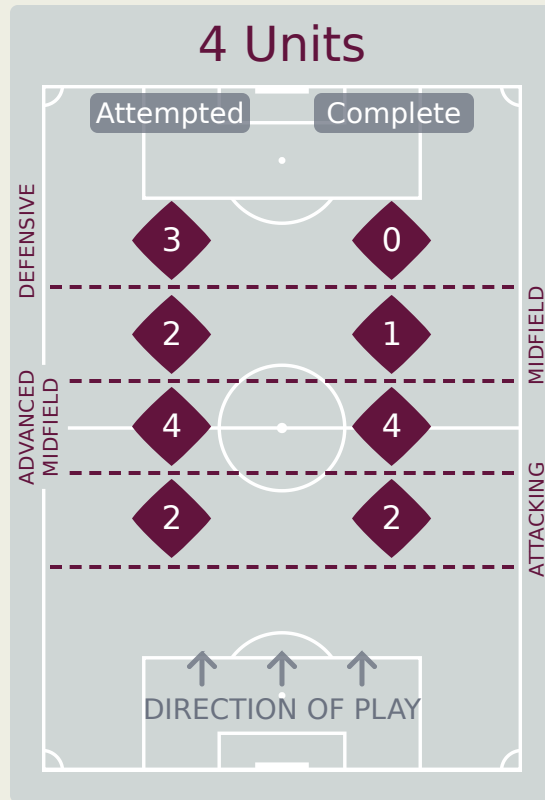 4 Units
Attempted
Complete
DEFENSIVE
3
0
MIDFIELD
2
1
ADVANCED
MIDFIELD
4
4
ATTACKING
2
2
DIRECTION OF PLAY